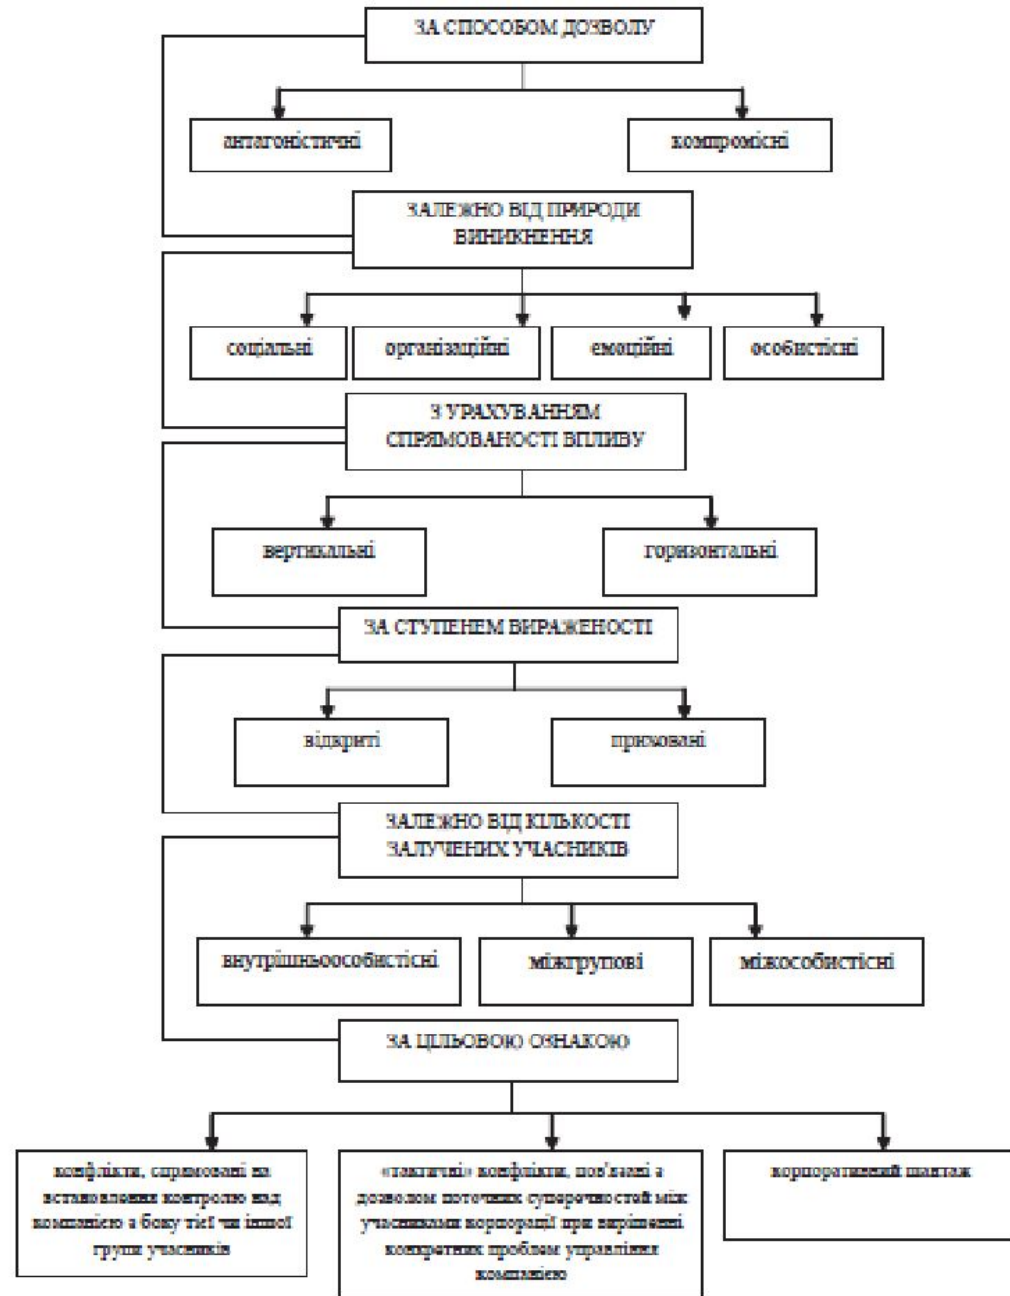 ЗА СПОСОБОМ ДОЗВОЛУ
антагоністичні
компромісні
ЗАЛЕЖНО ВІД ПРИРОДИ
ВИНИКНЕННЯ
соціальні
організаційні
емоційні
особистісні
З УРАХУВАННЯМ
СПРЯМОВАНОСТІ ВПЛИВУ
вертикальні
горизонтальні
ЗА СТУПЕНЕМ ВИРАЖЕНОСТІ
відкриті
приховані
ЗАЛЕЖНО ВІД КІЛЬКОСТІ
ЗАЛУЧЕНИХ УЧАСНИКІВ
внутрішньоособистісні
міжгрупові
міжособистісні
ЗА ЦІЛЬОВОЮ ОЗНАКОЮ
конфлікти, спрямовані на
встановлення контролю над
компанією з боку тієї чи іншої
групи учасників
«тактичні» конфлікти, пов'язані з
дозволом поточних суперечностей між
учасниками корпорації при вирішенні
конкретних проблем управління
компанією
корпоративний шантаж